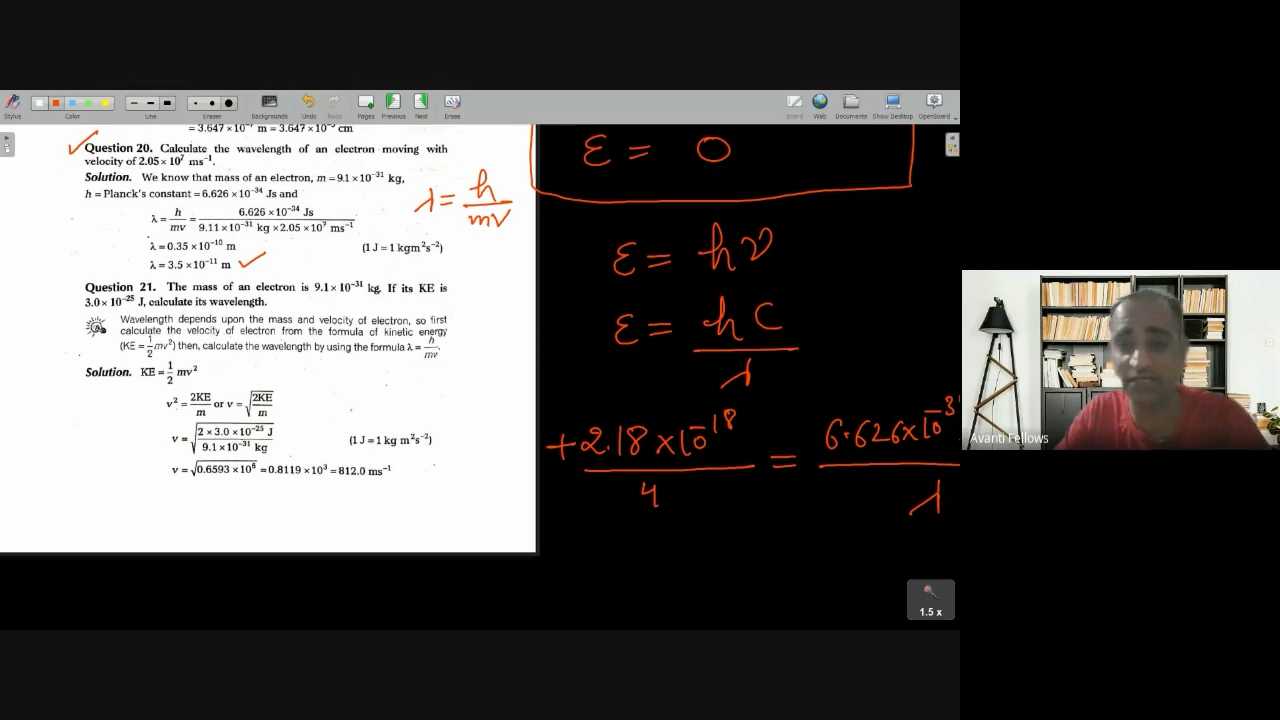 Stylus Color Line Eraser Backgrounds Undo Redo Pages Previous Next Erase Board Web Documents Show Desktop OpenBoard
= 3.647 × 10⁻⁷ m = 3.647 × 10⁻⁵ cm
Question 20. Calculate the wavelength of an electron moving with
velocity of 2.05 × 10⁷ ms⁻¹.
Solution. We know that mass of an electron, m = 9.1 × 10⁻³¹ kg,
h = Planck's constant = 6.626 × 10⁻³⁴ Js and
λ = h/mv = 6.626 × 10⁻³⁴ Js / 9.11 × 10⁻³¹ kg × 2.05 × 10⁷ ms⁻¹
λ = 0.35 × 10⁻¹⁰ m (1 J = 1 kgm²s⁻²)
λ = 3.5 × 10⁻¹¹ m
λ = h/mv
Question 21. The mass of an electron is 9.1 × 10⁻³¹ kg. If its KE is
3.0 × 10⁻²⁵ J, calculate its wavelength.
Wavelength depends upon the mass and velocity of electron, so first
calculate the velocity of electron from the formula of kinetic energy
(KE = 1/2 mv²) then, calculate the wavelength by using the formula λ = h/mv
Solution. KE = 1/2 mv²
v² = 2KE/m or v = √(2KE/m)
v = √(2 × 3.0 × 10⁻²⁵ J / 9.1 × 10⁻³¹ kg) (1 J = 1 kg m²s⁻²)
v = √(0.6593 × 10⁶) = 0.8119 × 10³ = 812.0 ms⁻¹
ε = 0
ε = hν
ε = hC/λ
+2.18 × 10⁻¹⁸/4 = 6.626 × 10⁻³/λ
1.5 x
Avanti Fellows